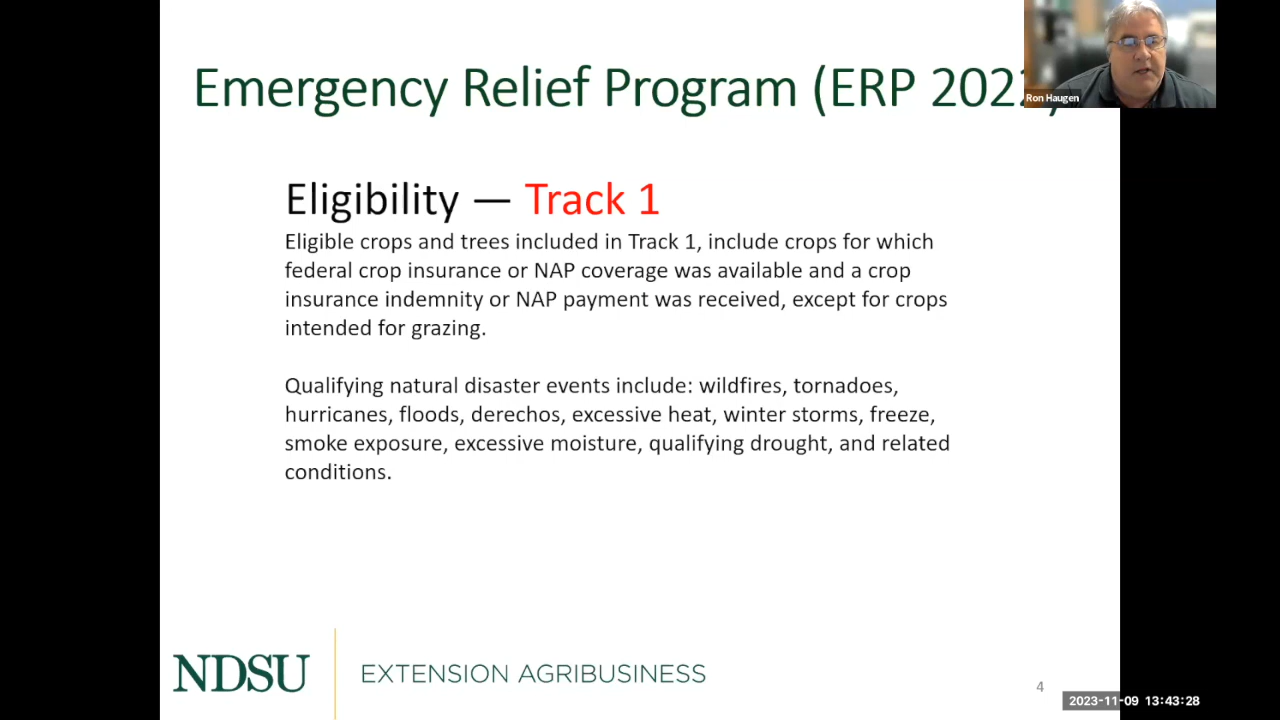 Emergency Relief Program (ERP 2022)
Ron Haugen
Eligibility — Track 1
Eligible crops and trees included in Track 1, include crops for which
federal crop insurance or NAP coverage was available and a crop
insurance indemnity or NAP payment was received, except for crops
intended for grazing.
Qualifying natural disaster events include: wildfires, tornadoes,
hurricanes, floods, derechos, excessive heat, winter storms, freeze,
smoke exposure, excessive moisture, qualifying drought, and related
conditions.
NDSU
EXTENSION AGRIBUSINESS
4
2023-11-09 13:43:28